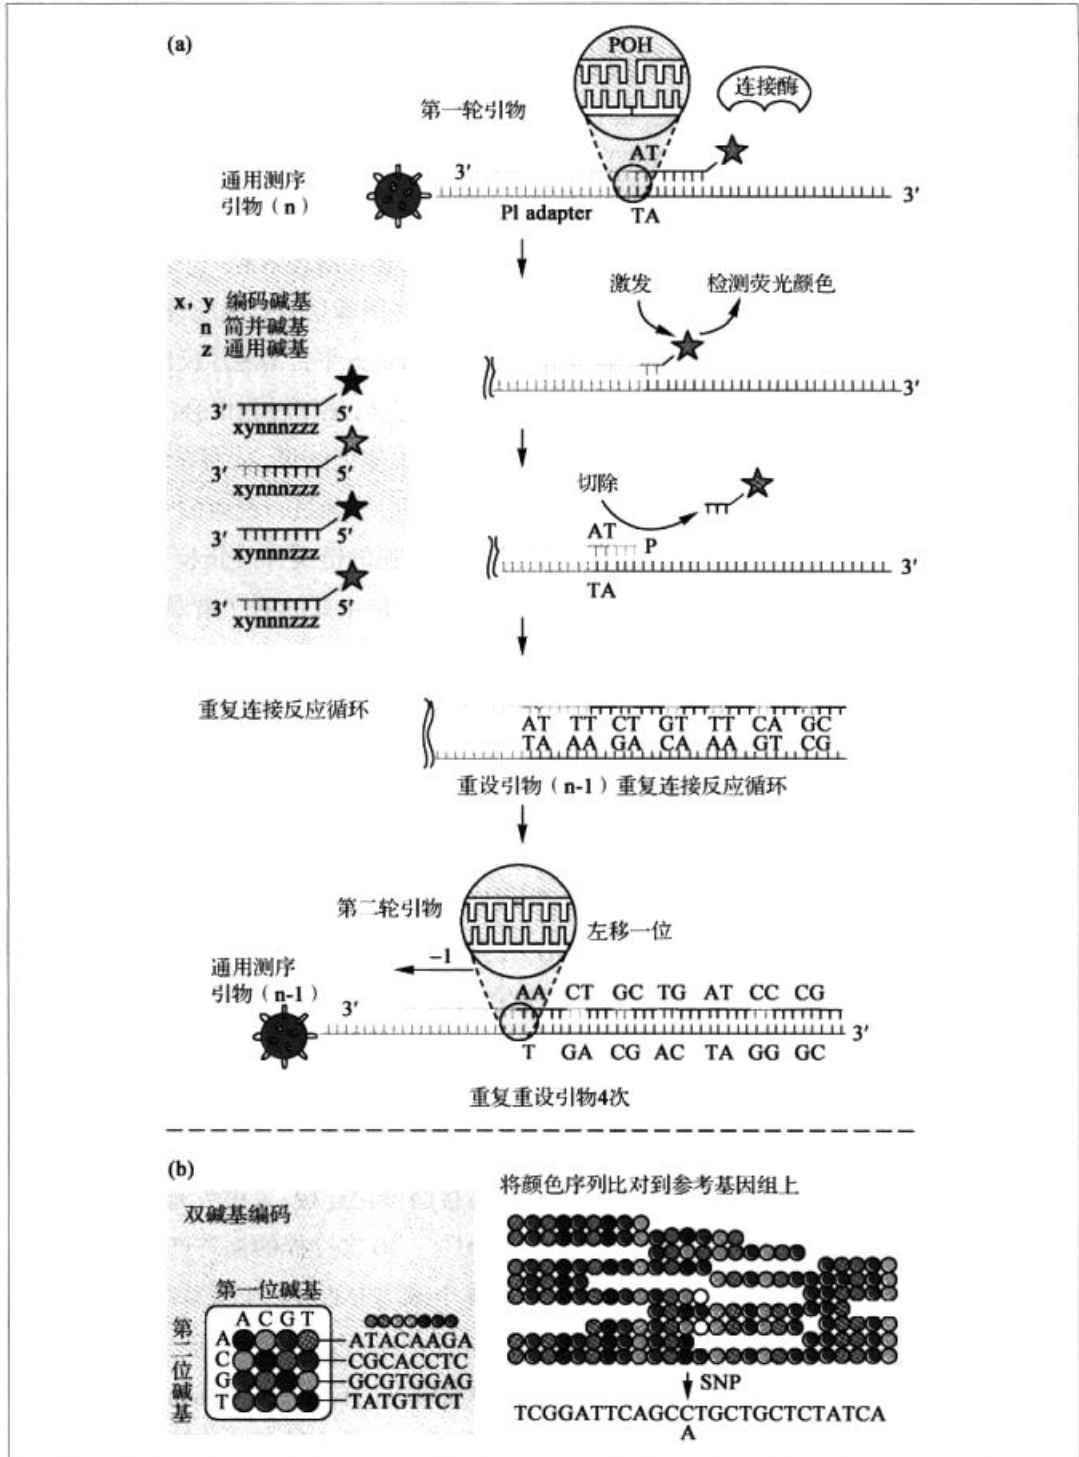 (a)
POH
连接酶
第一轮引物
AT
3′
通用测序
引物（n）
3′
P1 adapter
TA
激发
检测荧光颜色
x，y 编码碱基
n 简并碱基
z 通用碱基
3′
3′ 5′
xynnnzzz
3′ 5′
xynnnzzz
切除
3′ 5′
xynnnzzz
AT
P
3′
TA
3′ 5′
xynnnzzz
重复连接反应循环
AT TT CT GT TT CA GC
TA AA GA CA AA GT CG
重设引物（n-1）重复连接反应循环
第二轮引物
左移一位
−1
通用测序
引物（n-1）
AA CT GC TG AT CC CG
3′
3′
T GA CG AC TA GG GC
重复重设引物4次
(b)
将颜色序列比对到参考基因组上
双碱基编码
第一位碱基
A C G T
第二位碱基
A
ATACAAGA
C
CGCACCTC
G
GCGTGGAG
T
TATGTTCT
SNP
TCGGATTCAGCCTGCTGCTCTATCA
A